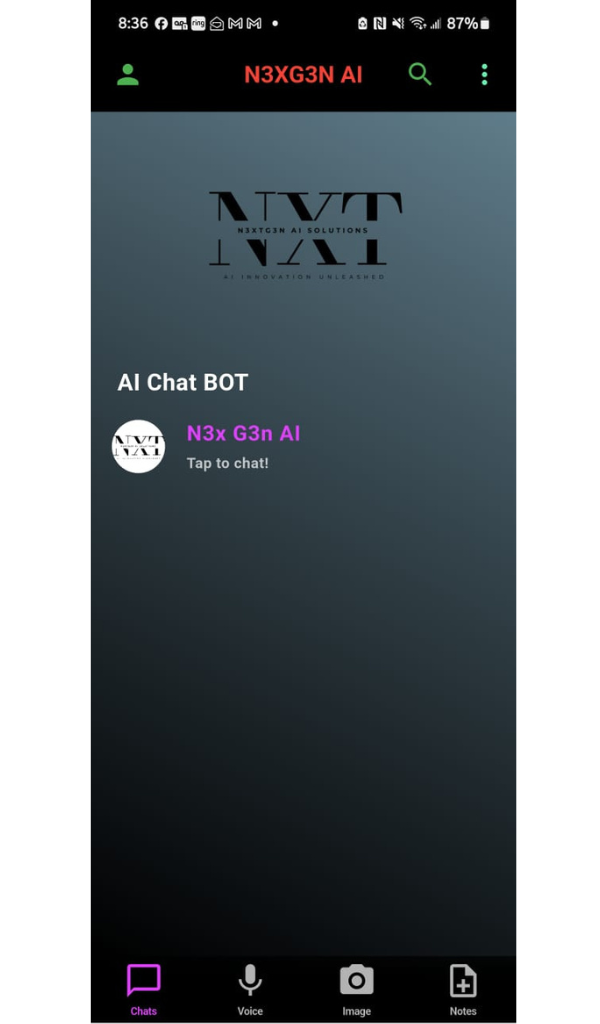 8:36
ring
87%
N3XG3N AI
NXT
N3XTG3N AI SOLUTIONS
AI INNOVATION UNLEASHED
AI Chat BOT
NXT
N3x G3n AI
Tap to chat!
Chats
Voice
Image
Notes